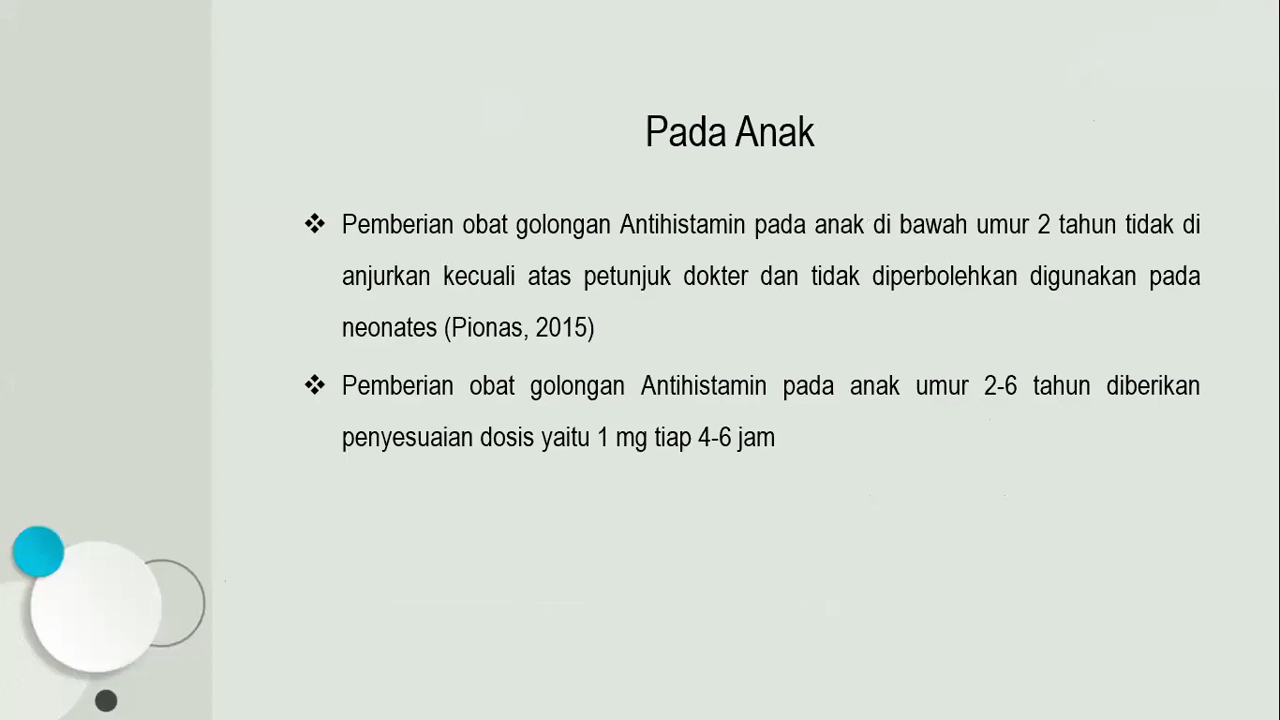 Pada Anak
❖ Pemberian obat golongan Antihistamin pada anak di bawah umur 2 tahun tidak di
anjurkan kecuali atas petunjuk dokter dan tidak diperbolehkan digunakan pada
neonates (Pionas, 2015)
❖ Pemberian obat golongan Antihistamin pada anak umur 2-6 tahun diberikan
penyesuaian dosis yaitu 1 mg tiap 4-6 jam